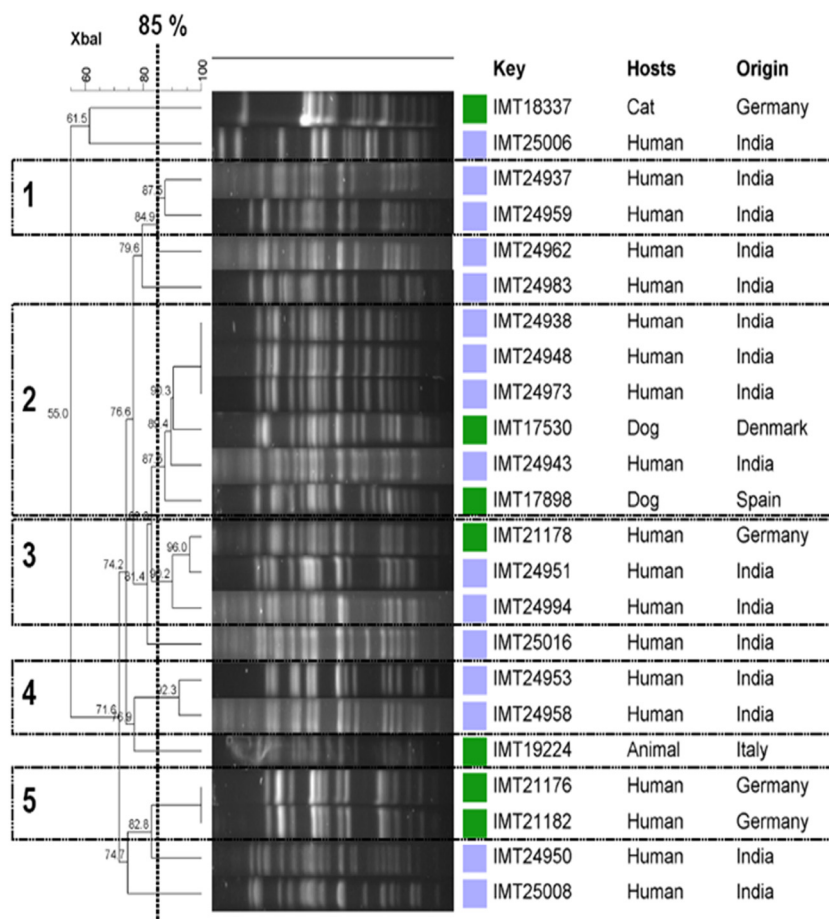 85 %
XbaI
60 80 100
Key Hosts Origin
IMT18337 Cat Germany
61.5
IMT25006 Human India
1
87.5
IMT24937 Human India
84.9
IMT24959 Human India
79.6
IMT24962 Human India
IMT24983 Human India
2
IMT24938 Human India
IMT24948 Human India
IMT24973 Human India
55.0 76.6
IMT17530 Dog Denmark
IMT24943 Human India
IMT17898 Dog Spain
3
IMT21178 Human Germany
96.0
74.2
IMT24951 Human India
81.4
IMT24994 Human India
IMT25016 Human India
4
IMT24953 Human India
92.3
71.6 76.9
IMT24958 Human India
IMT19224 Animal Italy
5
IMT21176 Human Germany
IMT21182 Human Germany
82.8
74.7
IMT24950 Human India
IMT25008 Human India